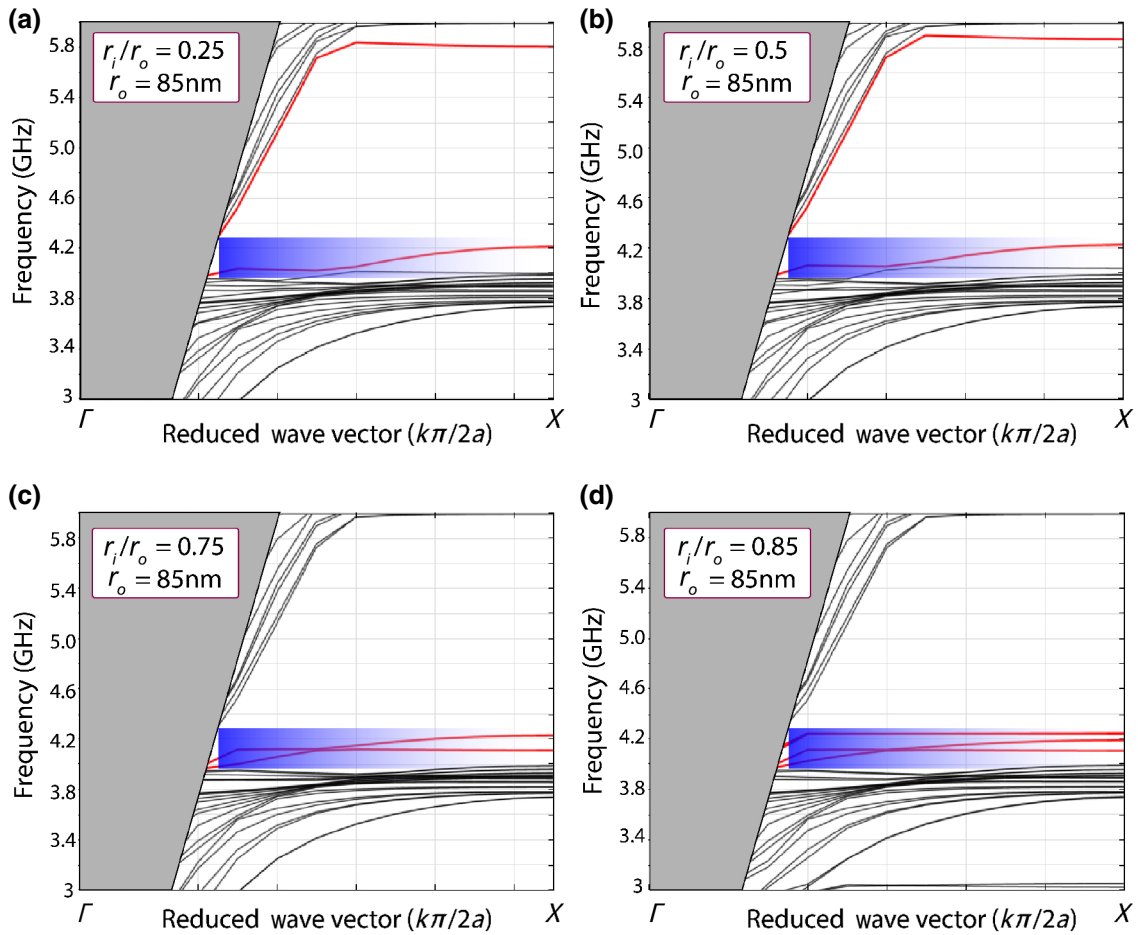 (a)
r_i/r_o = 0.25
r_o = 85nm
5.8
5.4
5.0
4.6
4.2
3.8
3.4
3
Frequency (GHz)
Γ
X
Reduced wave vector (kπ/2a)
(b)
r_i/r_o = 0.5
r_o = 85nm
5.8
5.4
5.0
4.6
4.2
3.8
3.4
3
Frequency (GHz)
Γ
X
Reduced wave vector (kπ/2a)
(c)
r_i/r_o = 0.75
r_o = 85nm
5.8
5.4
5.0
4.6
4.2
3.8
3.4
3
Frequency (GHz)
Γ
X
Reduced wave vector (kπ/2a)
(d)
r_i/r_o = 0.85
r_o = 85nm
5.8
5.4
5.0
4.6
4.2
3.8
3.4
3
Frequency (GHz)
Γ
X
Reduced wave vector (kπ/2a)